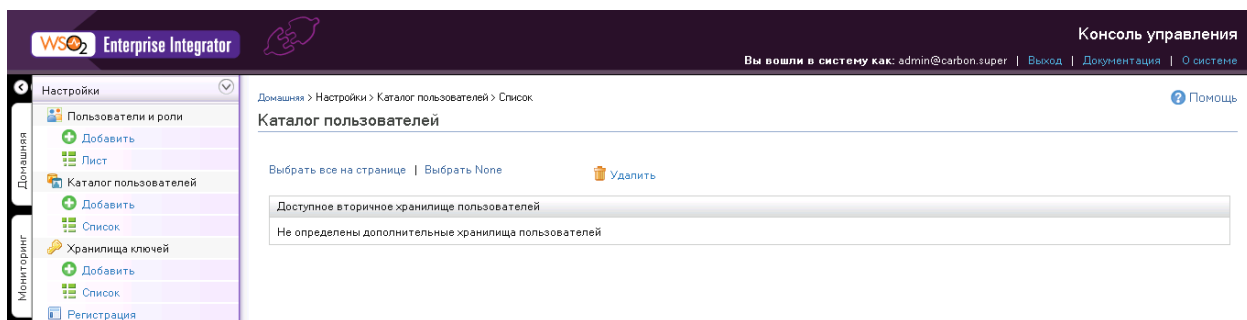 WSO2 Enterprise Integrator
Консоль управления
Вы вошли в систему как: admin@carbon.super | Выход | Документация | О системе
Домашняя
Мониторинг
Настройки
Пользователи и роли
Добавить
Лист
Каталог пользователей
Добавить
Список
Хранилища ключей
Добавить
Список
Регистрация
Домашняя > Настройки > Каталог пользователей > Список
Помощь
Каталог пользователей
Выбрать все на странице | Выбрать None
Удалить
Доступное вторичное хранилище пользователей
Не определены дополнительные хранилища пользователей